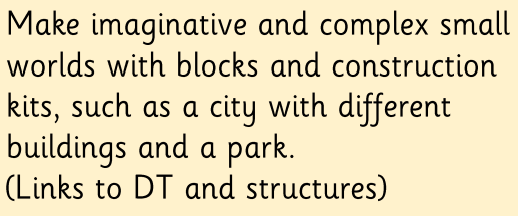 Make imaginative and complex small
worlds with blocks and construction
kits, such as a city with different
buildings and a park.
(Links to DT and structures)